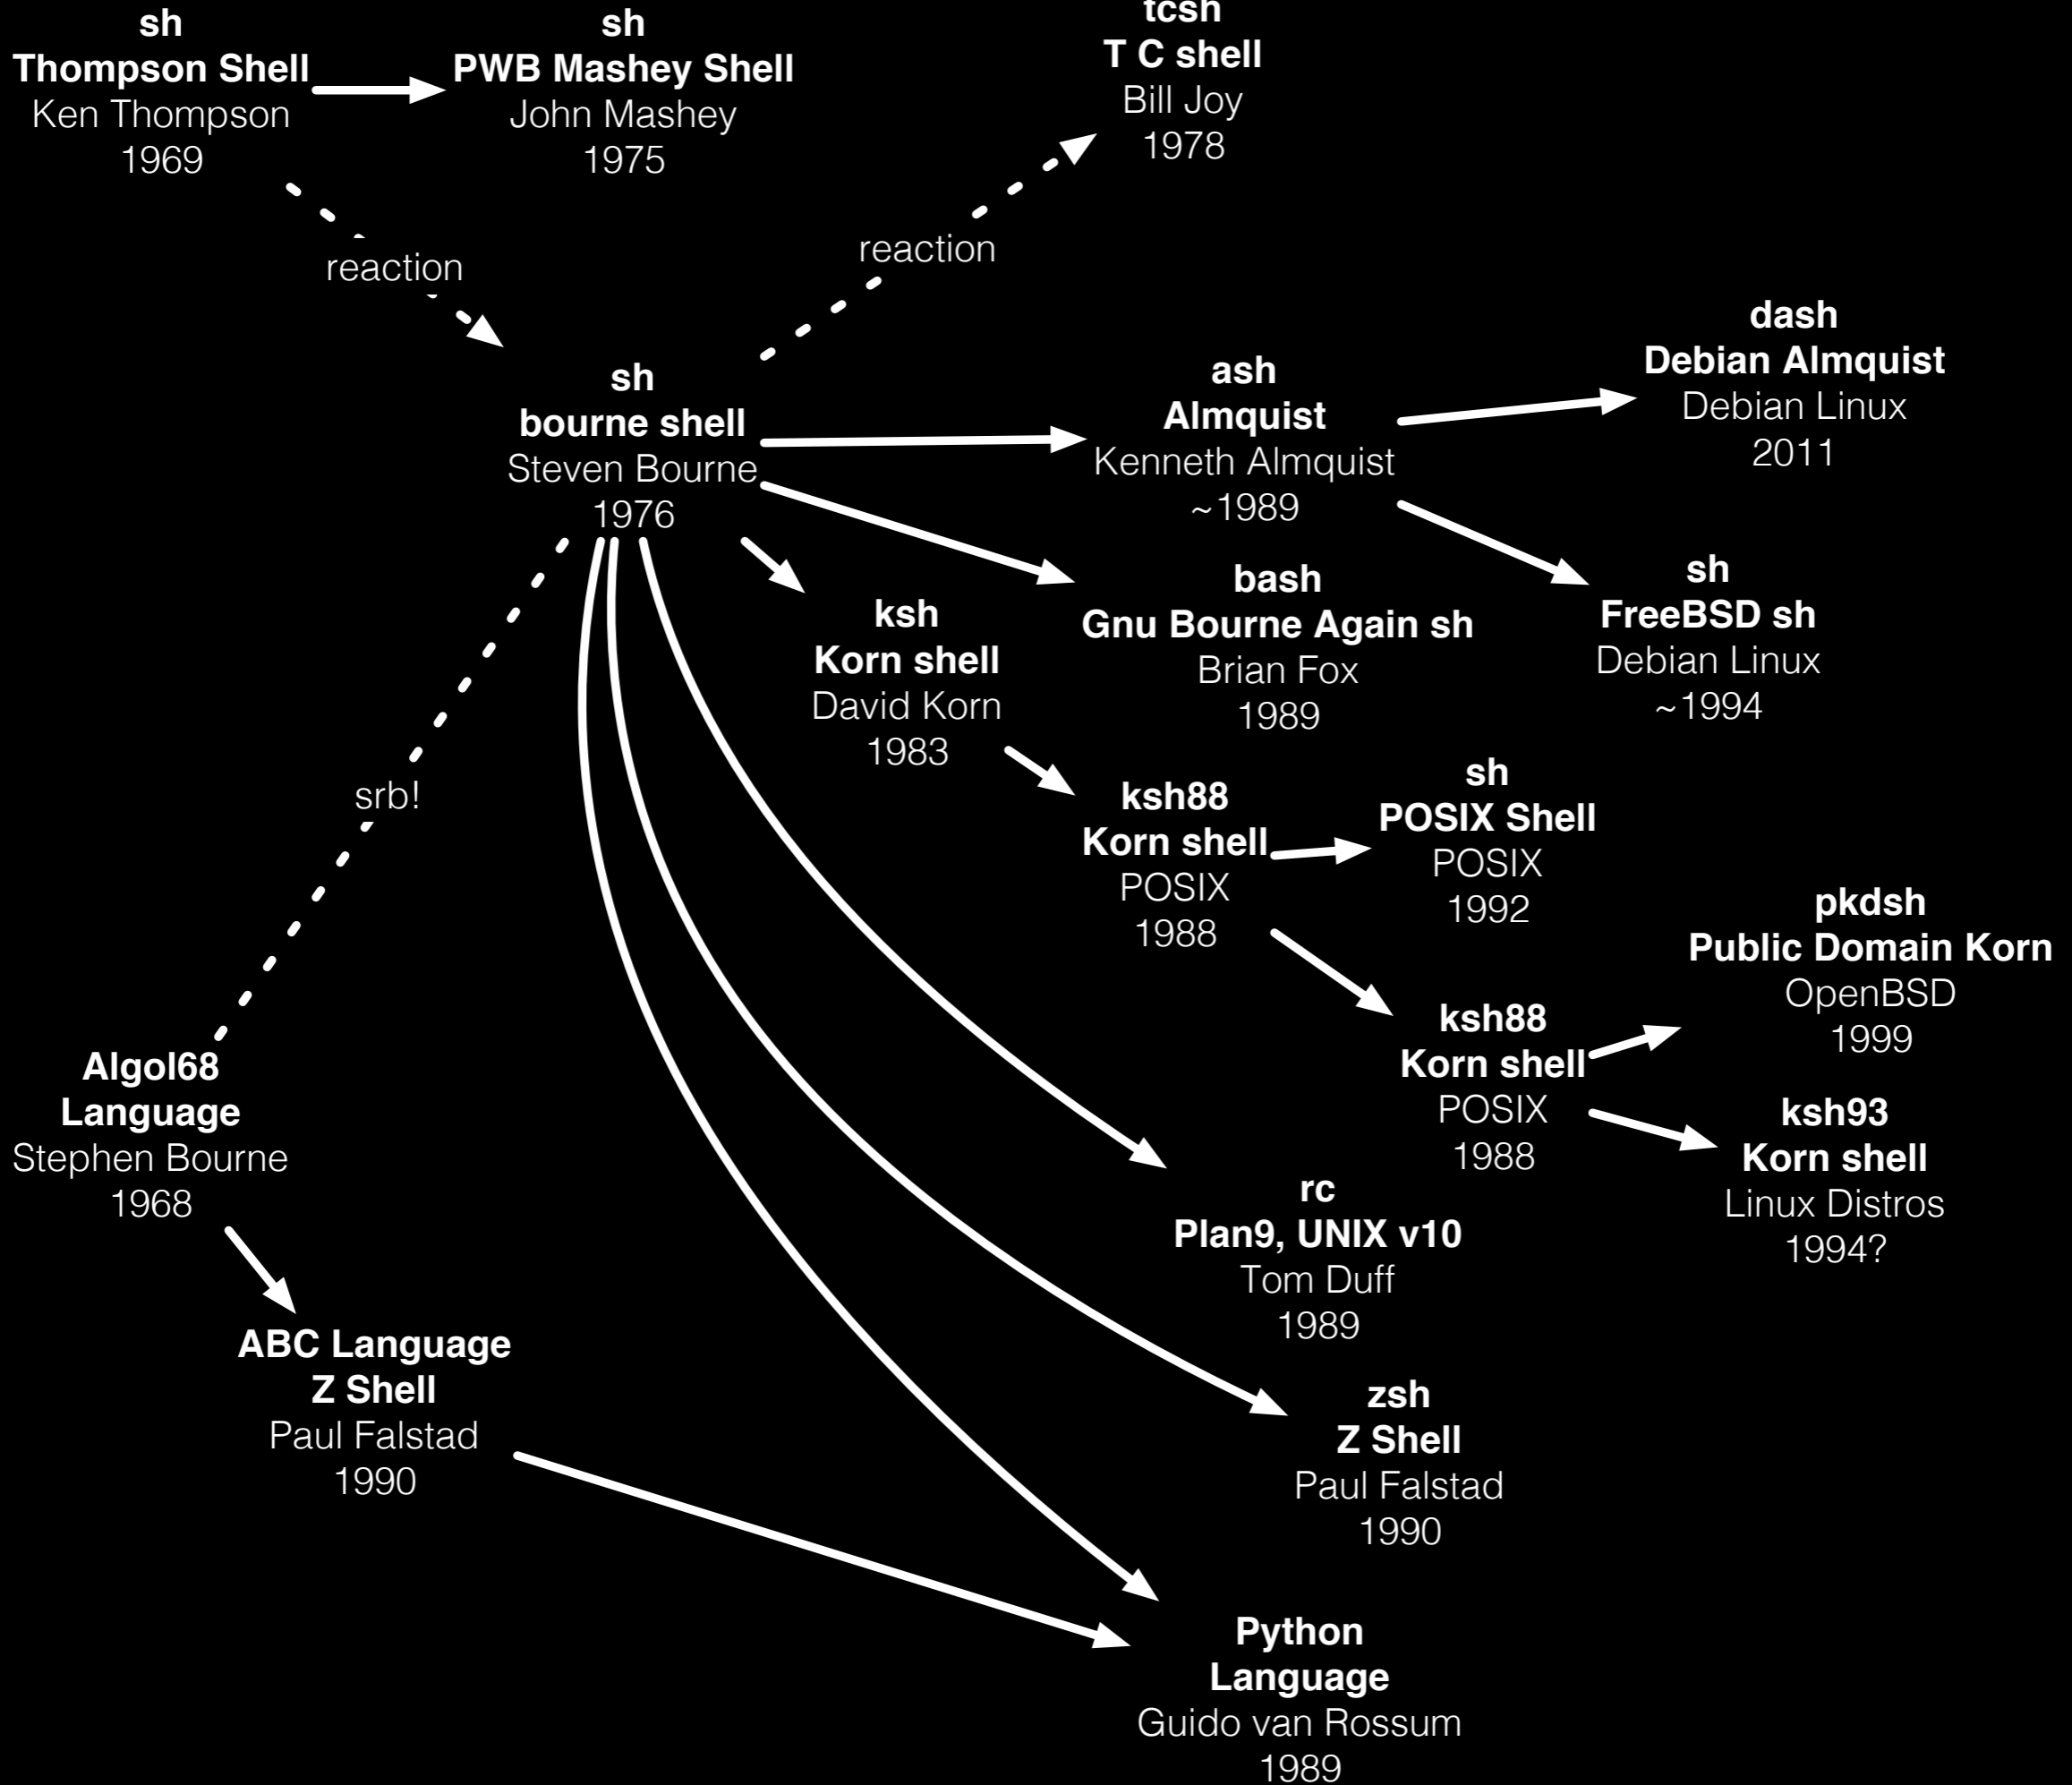 sh
Thompson Shell
Ken Thompson
1969
sh
PWB Mashey Shell
John Mashey
1975
tcsh
T C shell
Bill Joy
1978
reaction
reaction
sh
bourne shell
Steven Bourne
1976
ash
Almquist
Kenneth Almquist
~1989
dash
Debian Almquist
Debian Linux
2011
bash
Gnu Bourne Again sh
Brian Fox
1989
sh
FreeBSD sh
Debian Linux
~1994
ksh
Korn shell
David Korn
1983
srb!
ksh88
Korn shell
POSIX
1988
sh
POSIX Shell
POSIX
1992
pkdsh
Public Domain Korn
OpenBSD
1999
ksh88
Korn shell
POSIX
1988
ksh93
Korn shell
Linux Distros
1994?
Algol68
Language
Stephen Bourne
1968
rc
Plan9, UNIX v10
Tom Duff
1989
ABC Language
Z Shell
Paul Falstad
1990
zsh
Z Shell
Paul Falstad
1990
Python
Language
Guido van Rossum
1989